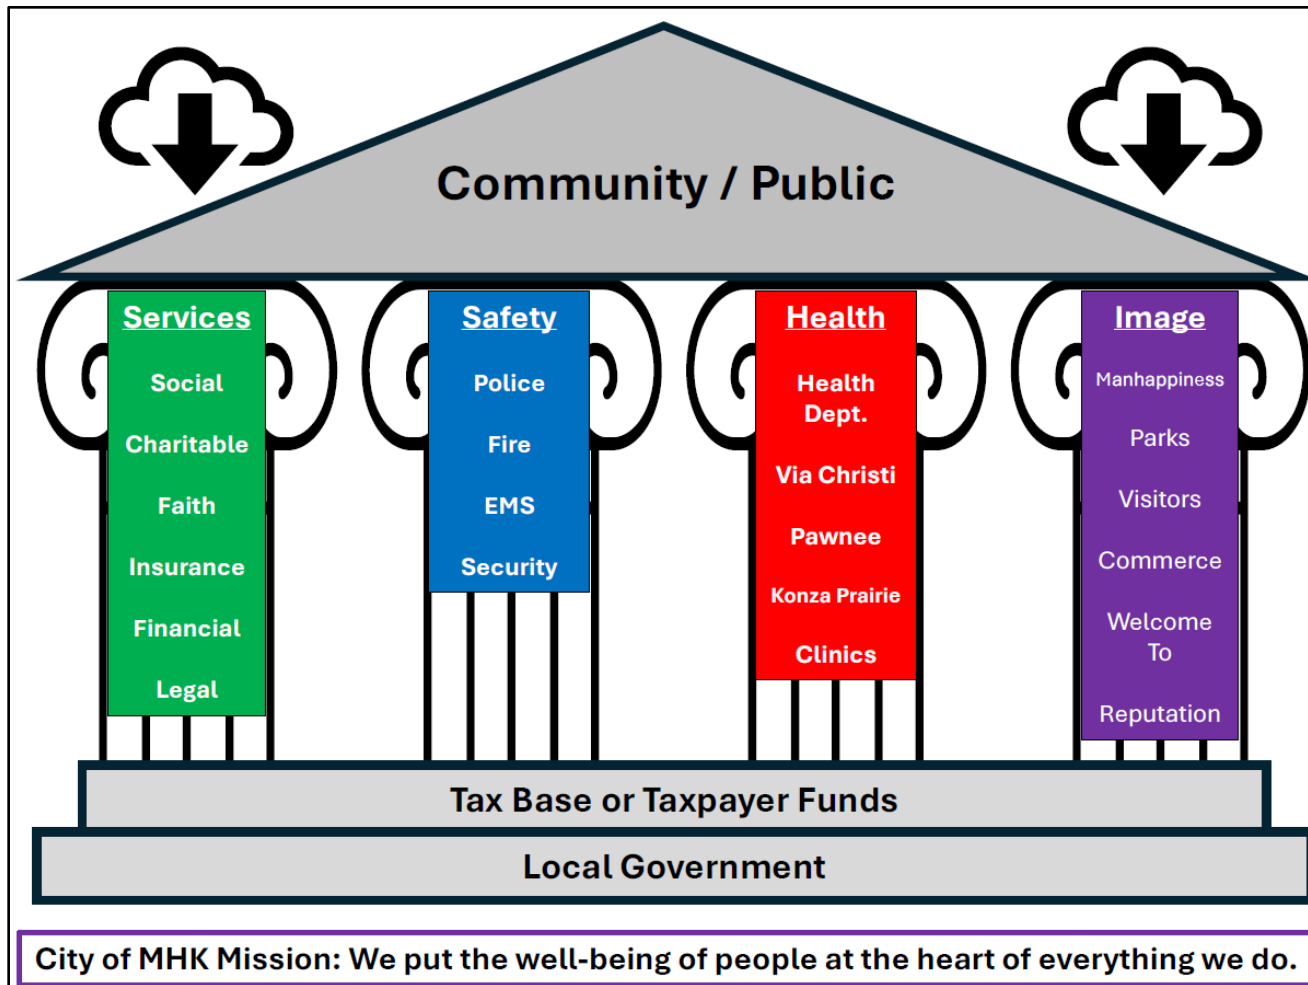 Community / Public
Services
Social
Charitable
Faith
Insurance
Financial
Legal
Safety
Police
Fire
EMS
Security
Health
Health
Dept.
Via Christi
Pawnee
Konza Prairie
Clinics
Image
Manhappiness
Parks
Visitors
Commerce
Welcome
To
Reputation
Tax Base or Taxpayer Funds
Local Government
City of MHK Mission: We put the well-being of people at the heart of everything we do.